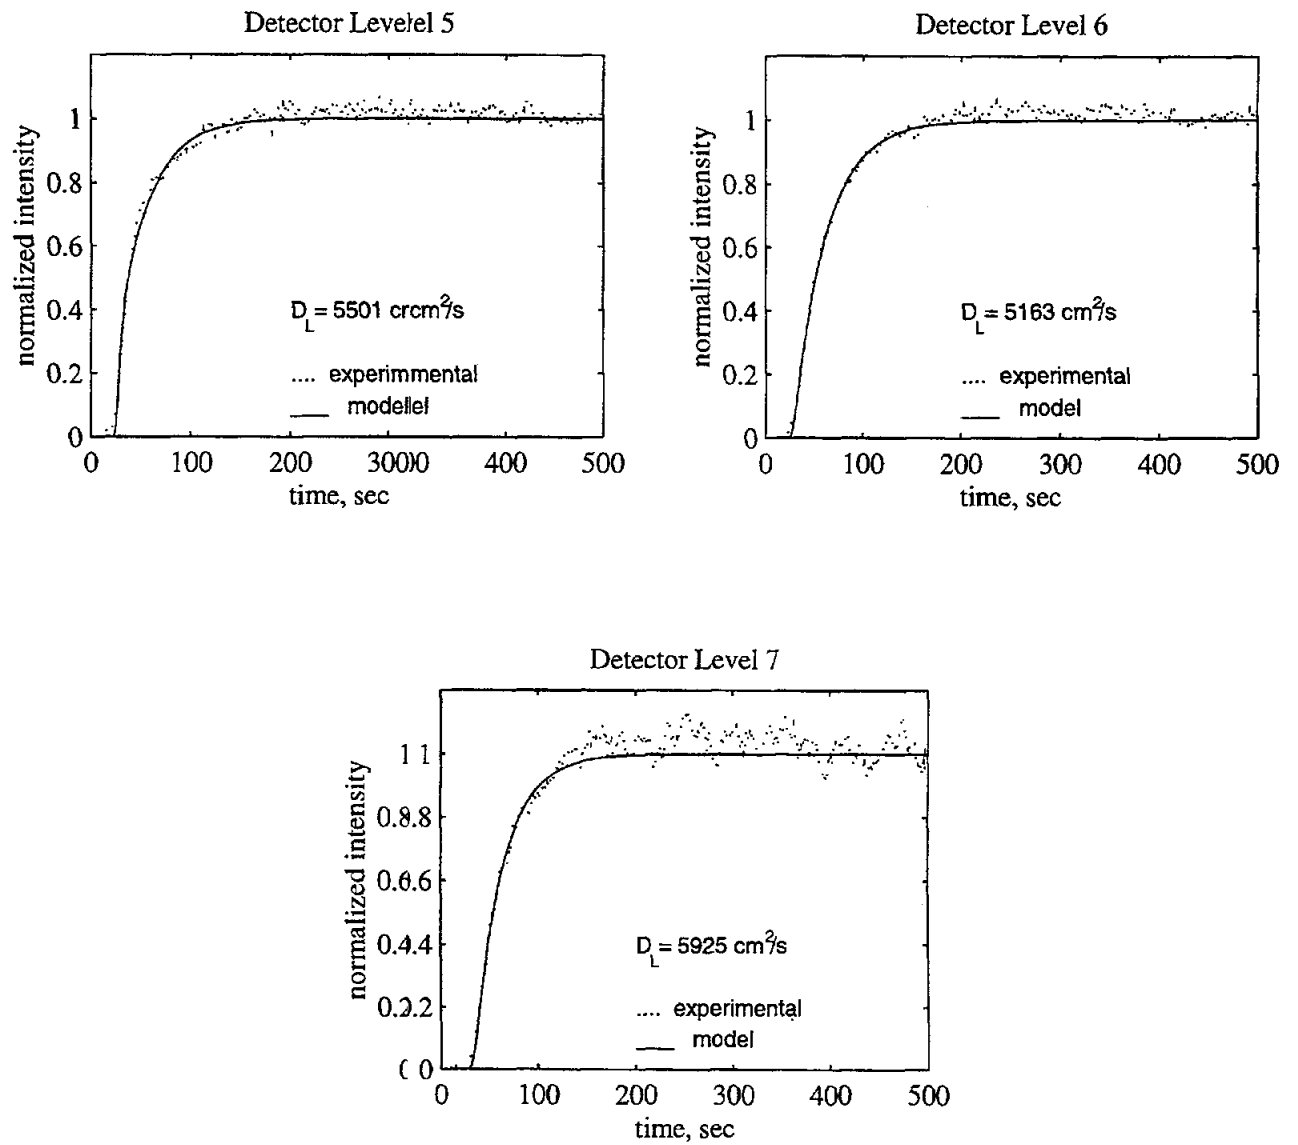 Detector Levelel 5
normalized intensity
1
0.8
0.6
0.4
0.2
0
D_L = 5501 crcm²/s
.... experimmental
modellel
0 100 200 30000 400 500
time, sec
Detector Level 6
normalized intensity
1
0.8
0.6
0.4
0.2
0
D_L = 5163 cm²/s
.... experimental
model
0 100 200 300 400 500
time, sec
Detector Level 7
normalized intensity
1 1
0.8.8
0.6.6
0.4.4
0.2.2
( 0
D_L = 5925 cm²/s
.... experimental
model
0 100 200 300 400 500
time, sec